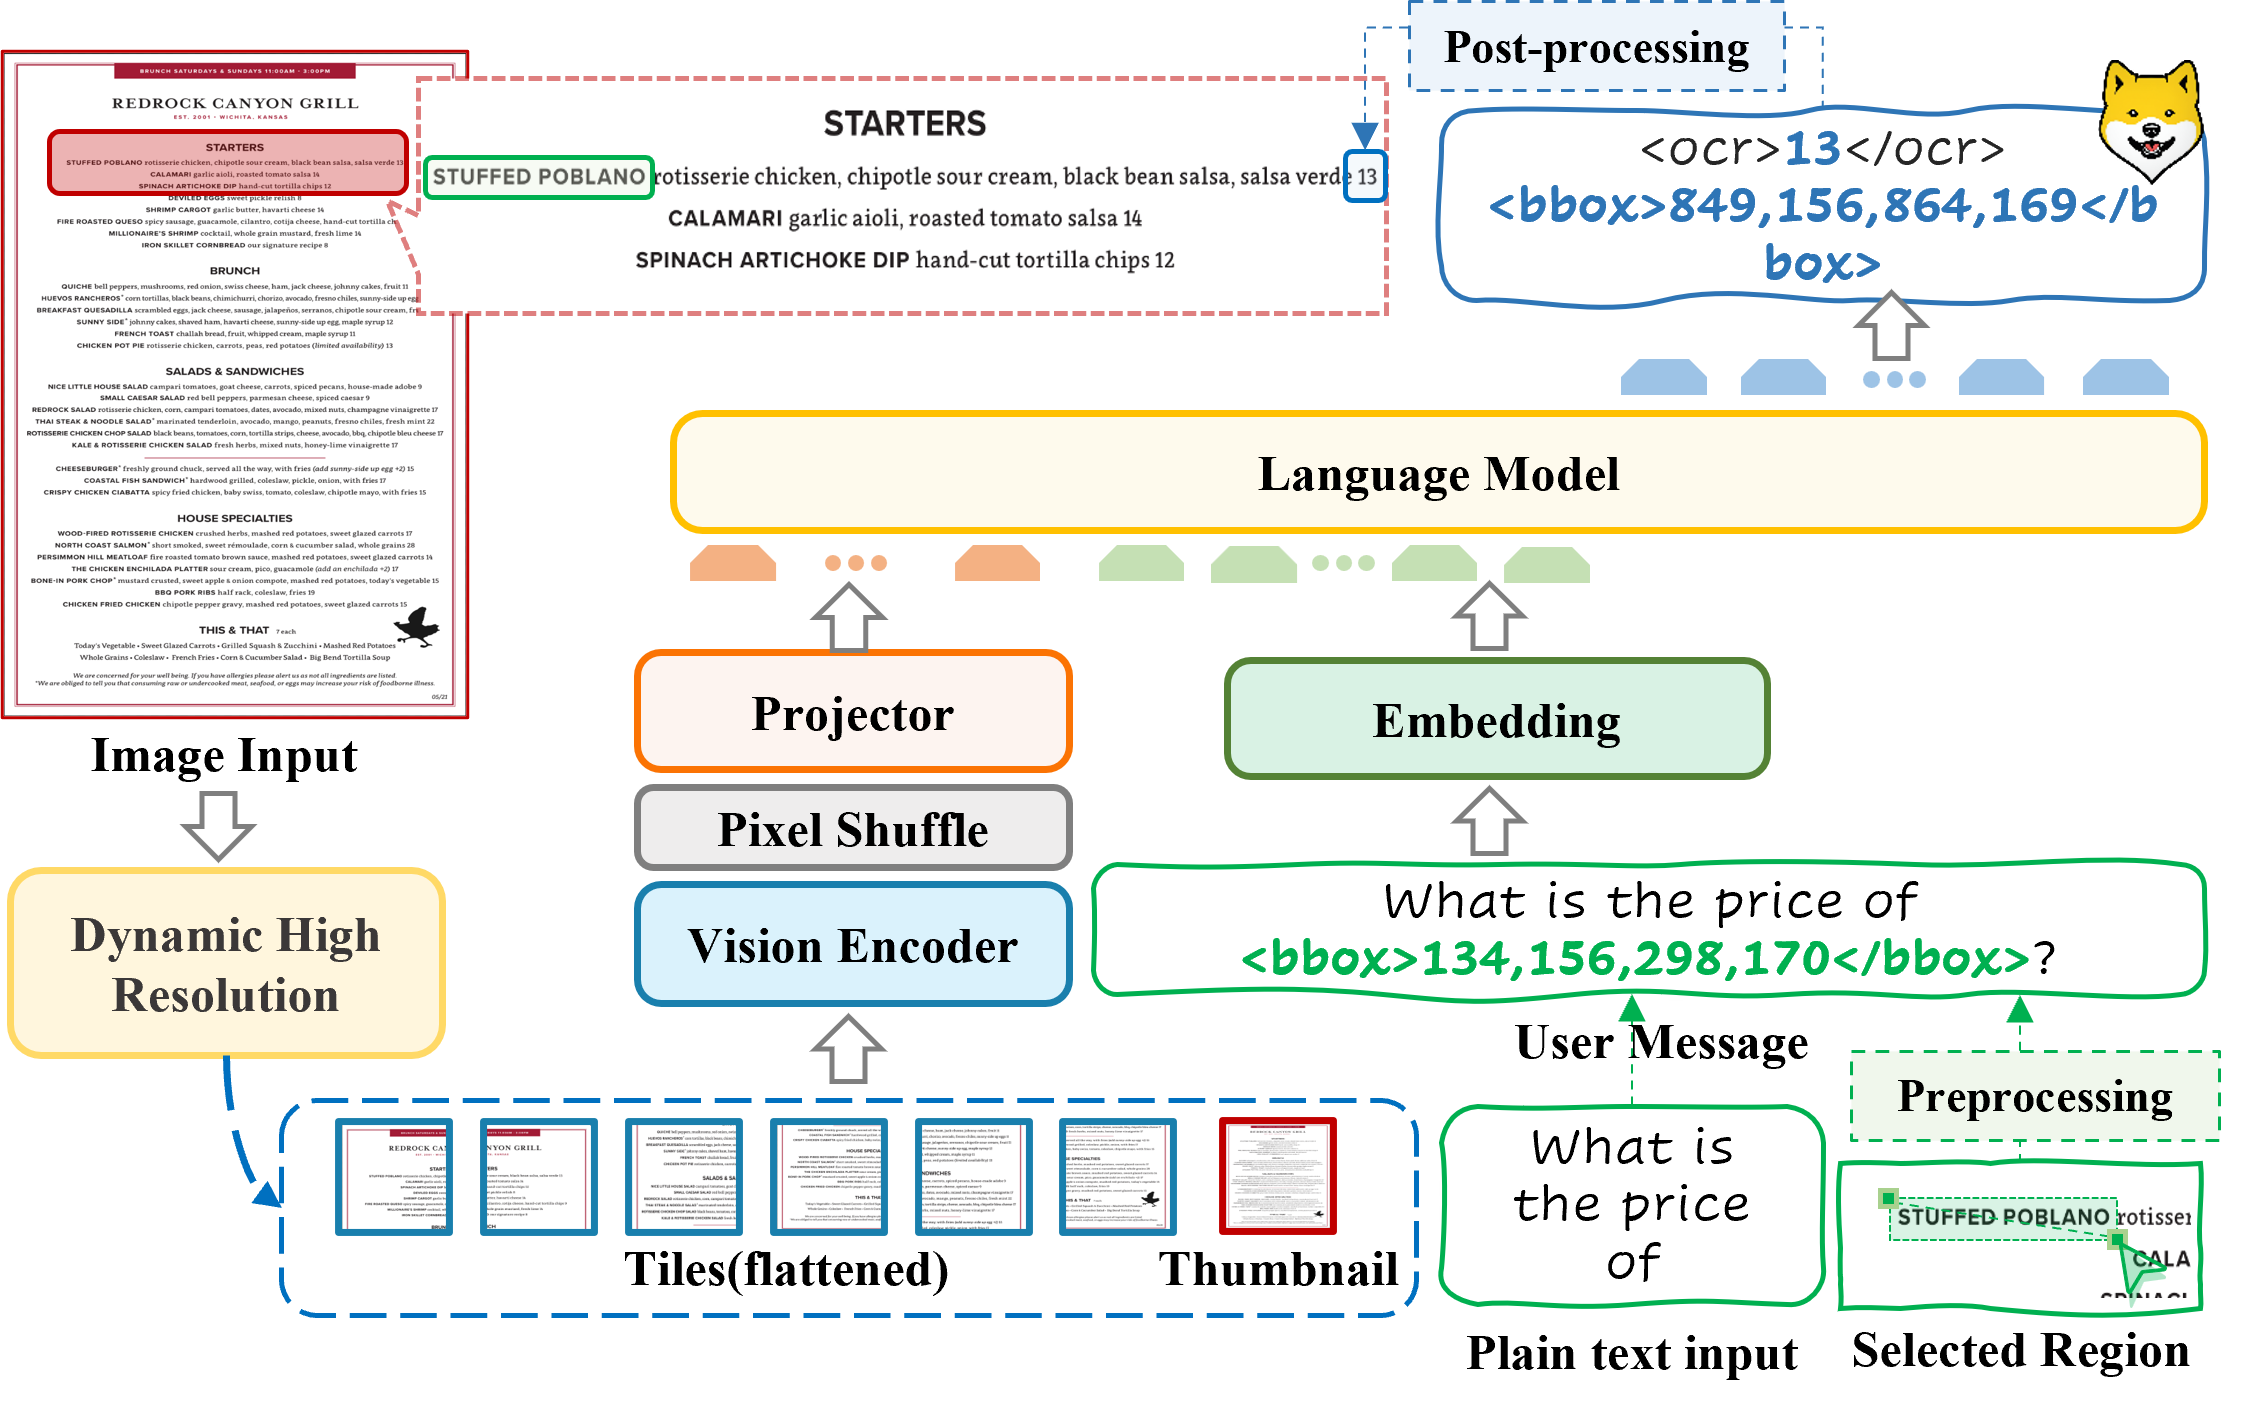 BRUNCH SATURDAYS & SUNDAYS 11:00AM - 3:00PM
REDROCK CANYON GRILL
EST. 2001 • WICHITA, KANSAS
STARTERS
STUFFED POBLANO rotisserie chicken, chipotle sour cream, black bean salsa, salsa verde 13
CALAMARI garlic aioli, roasted tomato salsa 14
SPINACH ARTICHOKE DIP hand-cut tortilla chips 12
DEVILED EGGS sweet pickle relish 8
SHRIMP CARGOT garlic butter, havarti cheese 14
FIRE ROASTED QUESO spicy sausage, guacamole, cilantro, cotija cheese, hand-cut tortilla ch
MILLIONAIRE'S SHRIMP cocktail, whole grain mustard, fresh lime 14
IRON SKILLET CORNBREAD our signature recipe 8
BRUNCH
QUICHE bell peppers, mushrooms, red onion, swiss cheese, ham, jack cheese, johnny cakes, fruit 11
HUEVOS RANCHEROS* corn tortillas, black beans, chimichurri, chorizo, avocado, fresno chiles, sunny-side up egg
BREAKFAST QUESADILLA scrambled eggs, jack cheese, sausage, jalapeños, serranos, chipotle sour cream, fr
SUNNY SIDE* johnny cakes, shaved ham, havarti cheese, sunny-side up egg, maple syrup 12
FRENCH TOAST challah bread, fruit, whipped cream, maple syrup 11
CHICKEN POT PIE rotisserie chicken, carrots, peas, red potatoes (limited availability) 13
SALADS & SANDWICHES
NICE LITTLE HOUSE SALAD campari tomatoes, goat cheese, carrots, spiced pecans, house-made adobe 9
SMALL CAESAR SALAD red bell peppers, parmesan cheese, spiced caesar 9
REDROCK SALAD rotisserie chicken, corn, campari tomatoes, dates, avocado, mixed nuts, champagne vinaigrette 17
THAI STEAK & NOODLE SALAD* marinated tenderloin, avocado, mango, peanuts, fresno chiles, fresh mint 22
ROTISSERIE CHICKEN CHOP SALAD black beans, tomatoes, corn, tortilla strips, cheese, avocado, bbq, chipotle bleu cheese 17
KALE & ROTISSERIE CHICKEN SALAD fresh herbs, mixed nuts, honey-lime vinaigrette 17
CHEESEBURGER* freshly ground chuck, served all the way, with fries (add sunny-side up egg +2) 15
COASTAL FISH SANDWICH* hardwood grilled, coleslaw, pickle, onion, with fries 17
CRISPY CHICKEN CIABATTA spicy fried chicken, baby swiss, tomato, coleslaw, chipotle mayo, with fries 15
HOUSE SPECIALTIES
WOOD-FIRED ROTISSERIE CHICKEN crushed herbs, mashed red potatoes, sweet glazed carrots 17
NORTH COAST SALMON* short smoked, sweet rémoulade, corn & cucumber salad, whole grains 28
PERSIMMON HILL MEATLOAF fire roasted tomato brown sauce, mashed red potatoes, sweet glazed carrots 14
THE CHICKEN ENCHILADA PLATTER sour cream, pico, guacamole (add an enchilada +2) 17
BONE-IN PORK CHOP* mustard crusted, sweet apple & onion compote, mashed red potatoes, today's vegetable 15
BBQ PORK RIBS half rack, coleslaw, fries 19
CHICKEN FRIED CHICKEN chipotle pepper gravy, mashed red potatoes, sweet glazed carrots 15
THIS & THAT 7 each
Today's Vegetable • Sweet Glazed Carrots • Grilled Squash & Zucchini • Mashed Red Potatoes
Whole Grains • Coleslaw • French Fries • Corn & Cucumber Salad • Big Bend Tortilla Soup
We are concerned for your well being. If you have allergies please alert us as not all ingredients are listed.
*We are obliged to tell you that consuming raw or undercooked meat, seafood, or eggs may increase your risk of foodborne illness.
05/21
Image Input
Dynamic High
Resolution
STARTERS
STUFFED POBLANO rotisserie chicken, chipotle sour cream, black bean salsa, salsa verde 13
CALAMARI garlic aioli, roasted tomato salsa 14
SPINACH ARTICHOKE DIP hand-cut tortilla chips 12
Post-processing
<ocr>13</ocr>
<bbox>849,156,864,169</b
box>
Language Model
Projector
Pixel Shuffle
Vision Encoder
Embedding
What is the price of
<bbox>134,156,298,170</bbox>?
User Message
Preprocessing
Tiles(flattened)
Thumbnail
What is
the price
of
Plain text input
STUFFED POBLANO rotisser
CALA
Selected Region